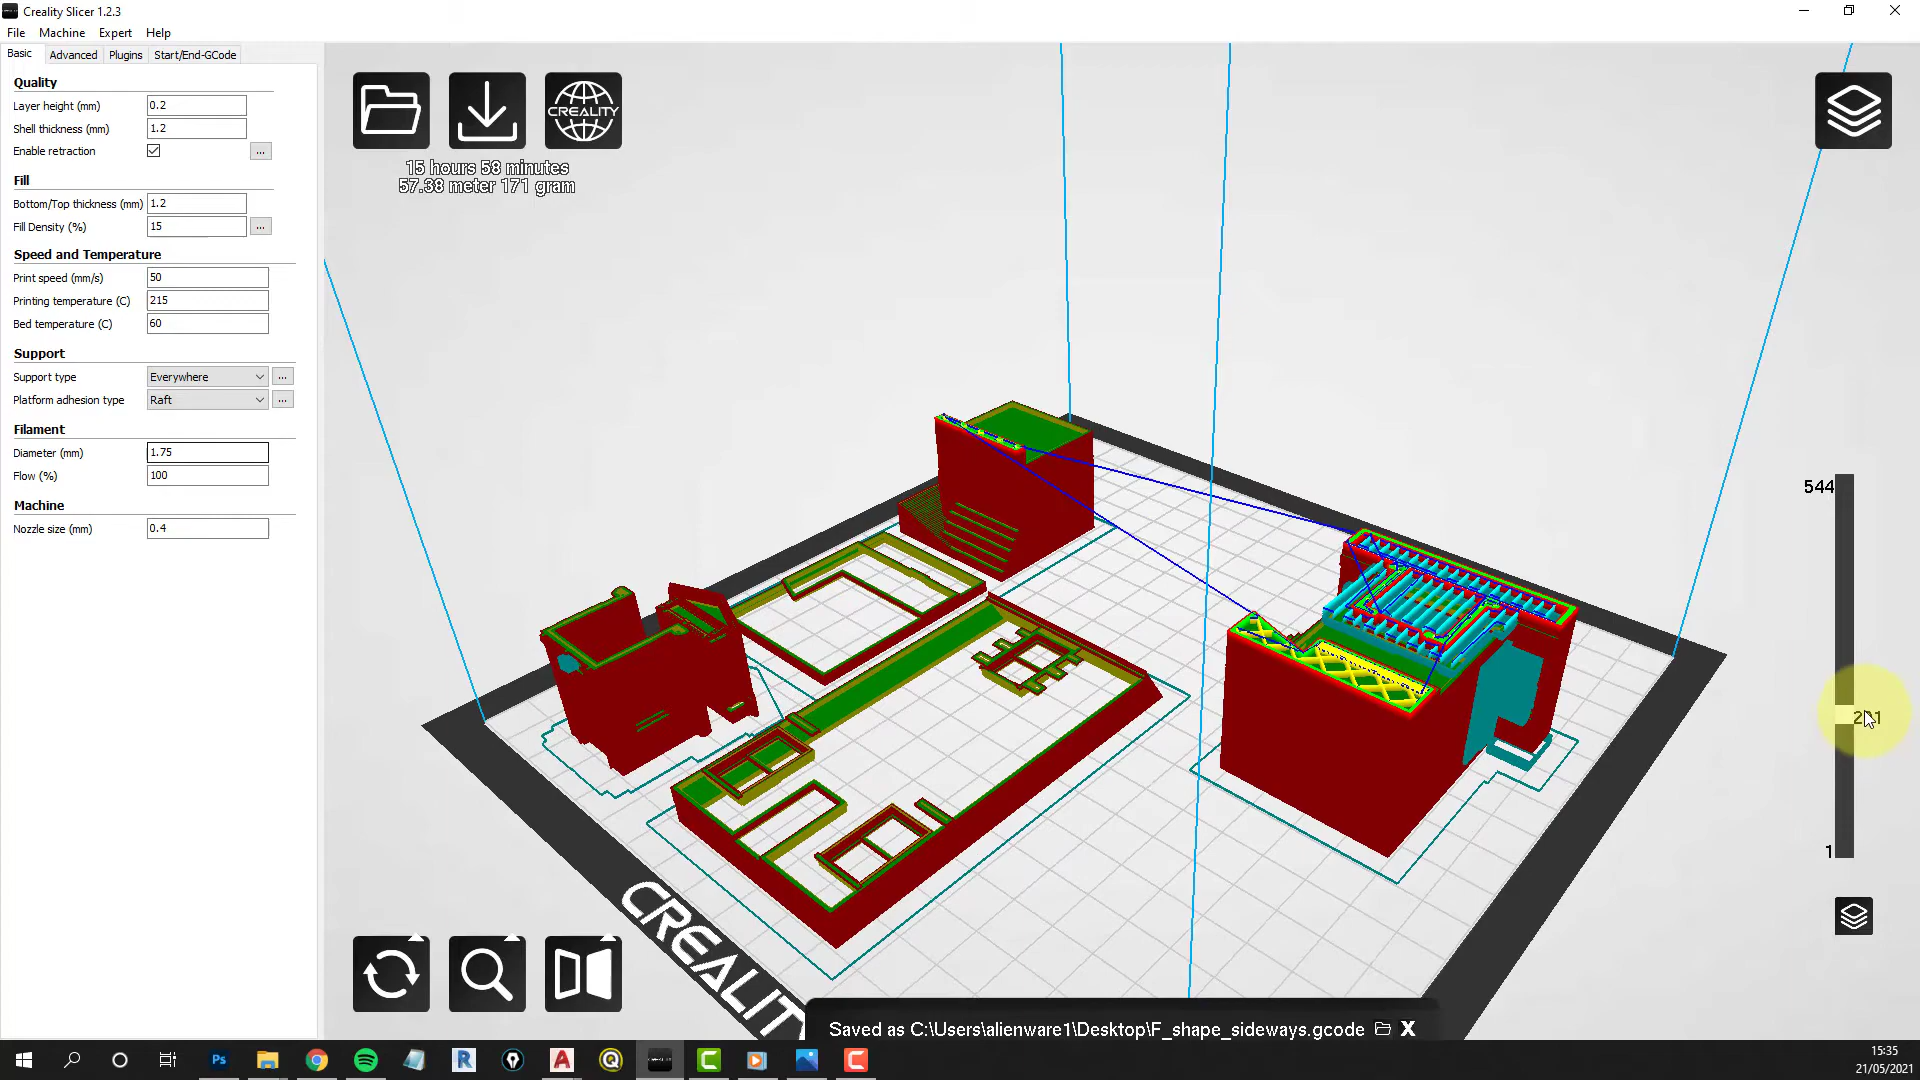 Creality Slicer 1.2.3
File Machine Expert Help
Basic Advanced Plugins Start/End-GCode
Quality
Layer height (mm) 0.2
Shell thickness (mm) 1.2
Enable retraction ...
Fill
Bottom/Top thickness (mm) 1.2
Fill Density (%) 15 ...
Speed and Temperature
Print speed (mm/s) 50
Printing temperature (C) 215
Bed temperature (C) 60
Support
Support type Everywhere ...
Platform adhesion type Raft ...
Filament
Diameter (mm) 1.75
Flow (%) 100
Machine
Nozzle size (mm) 0.4
CREALITY
15 hours 58 minutes
57.38 meter 171 gram
544
1
CREALITY
Saved as C:\Users\alienware1\Desktop\F_shape_sideways.gcode X
Ps R A C C
15:35
21/05/2021